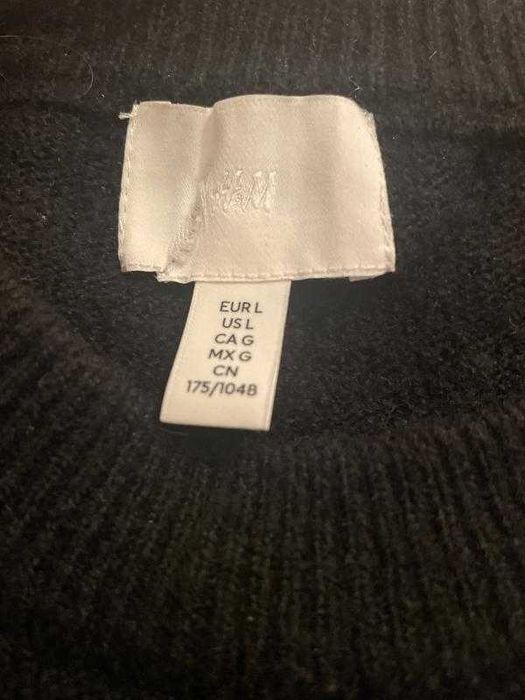 H&M
EUR L
US L
CA G
MX G
CN
175/104B